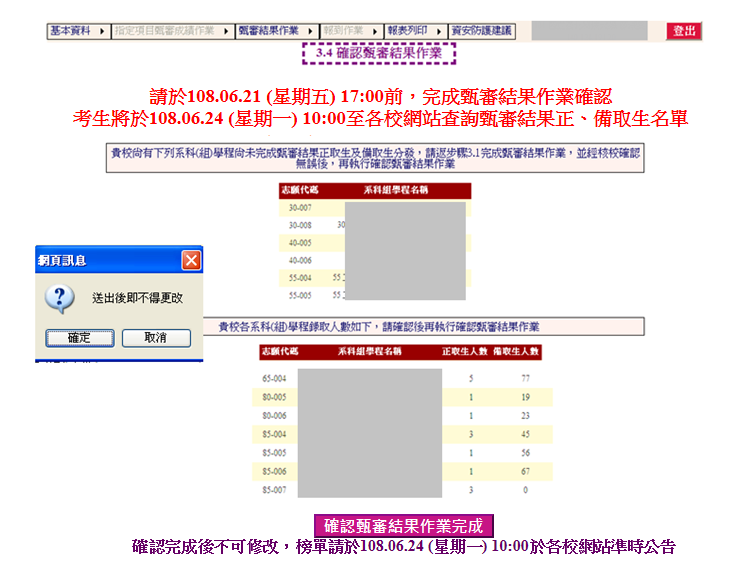 基本資料 指定項目甄審成績作業 甄審結果作業 報到作業 報表列印 資安防護建議 登出
3.4 確認甄審結果作業
請於108.06.21 (星期五) 17:00前，完成甄審結果作業確認
考生將於108.06.24 (星期一) 10:00至各校網站查詢甄審結果正、備取生名單
貴校尚有下列系科(組)學程尚未完成甄審結果正取生及備取生分發，請返步驟3.1完成甄審結果作業，並經核校確認
無誤後，再執行確認甄審結果作業
志願代碼 系科組學程名稱
30-007
30-008 30
40-005
40-006
55-004 55
55-005 55
網頁訊息
送出後即不得更改
確定 取消
貴校各系科(組)學程錄取人數如下，請確認後再執行確認甄審結果作業
志願代碼 系科組學程名稱 正取生人數 備取生人數
65-004 5 77
80-005 1 19
80-006 1 23
85-004 3 45
85-005 1 56
85-006 1 67
85-007 3 0
確認甄審結果作業完成
確認完成後不可修改，榜單請於108.06.24 (星期一) 10:00於各校網站準時公告